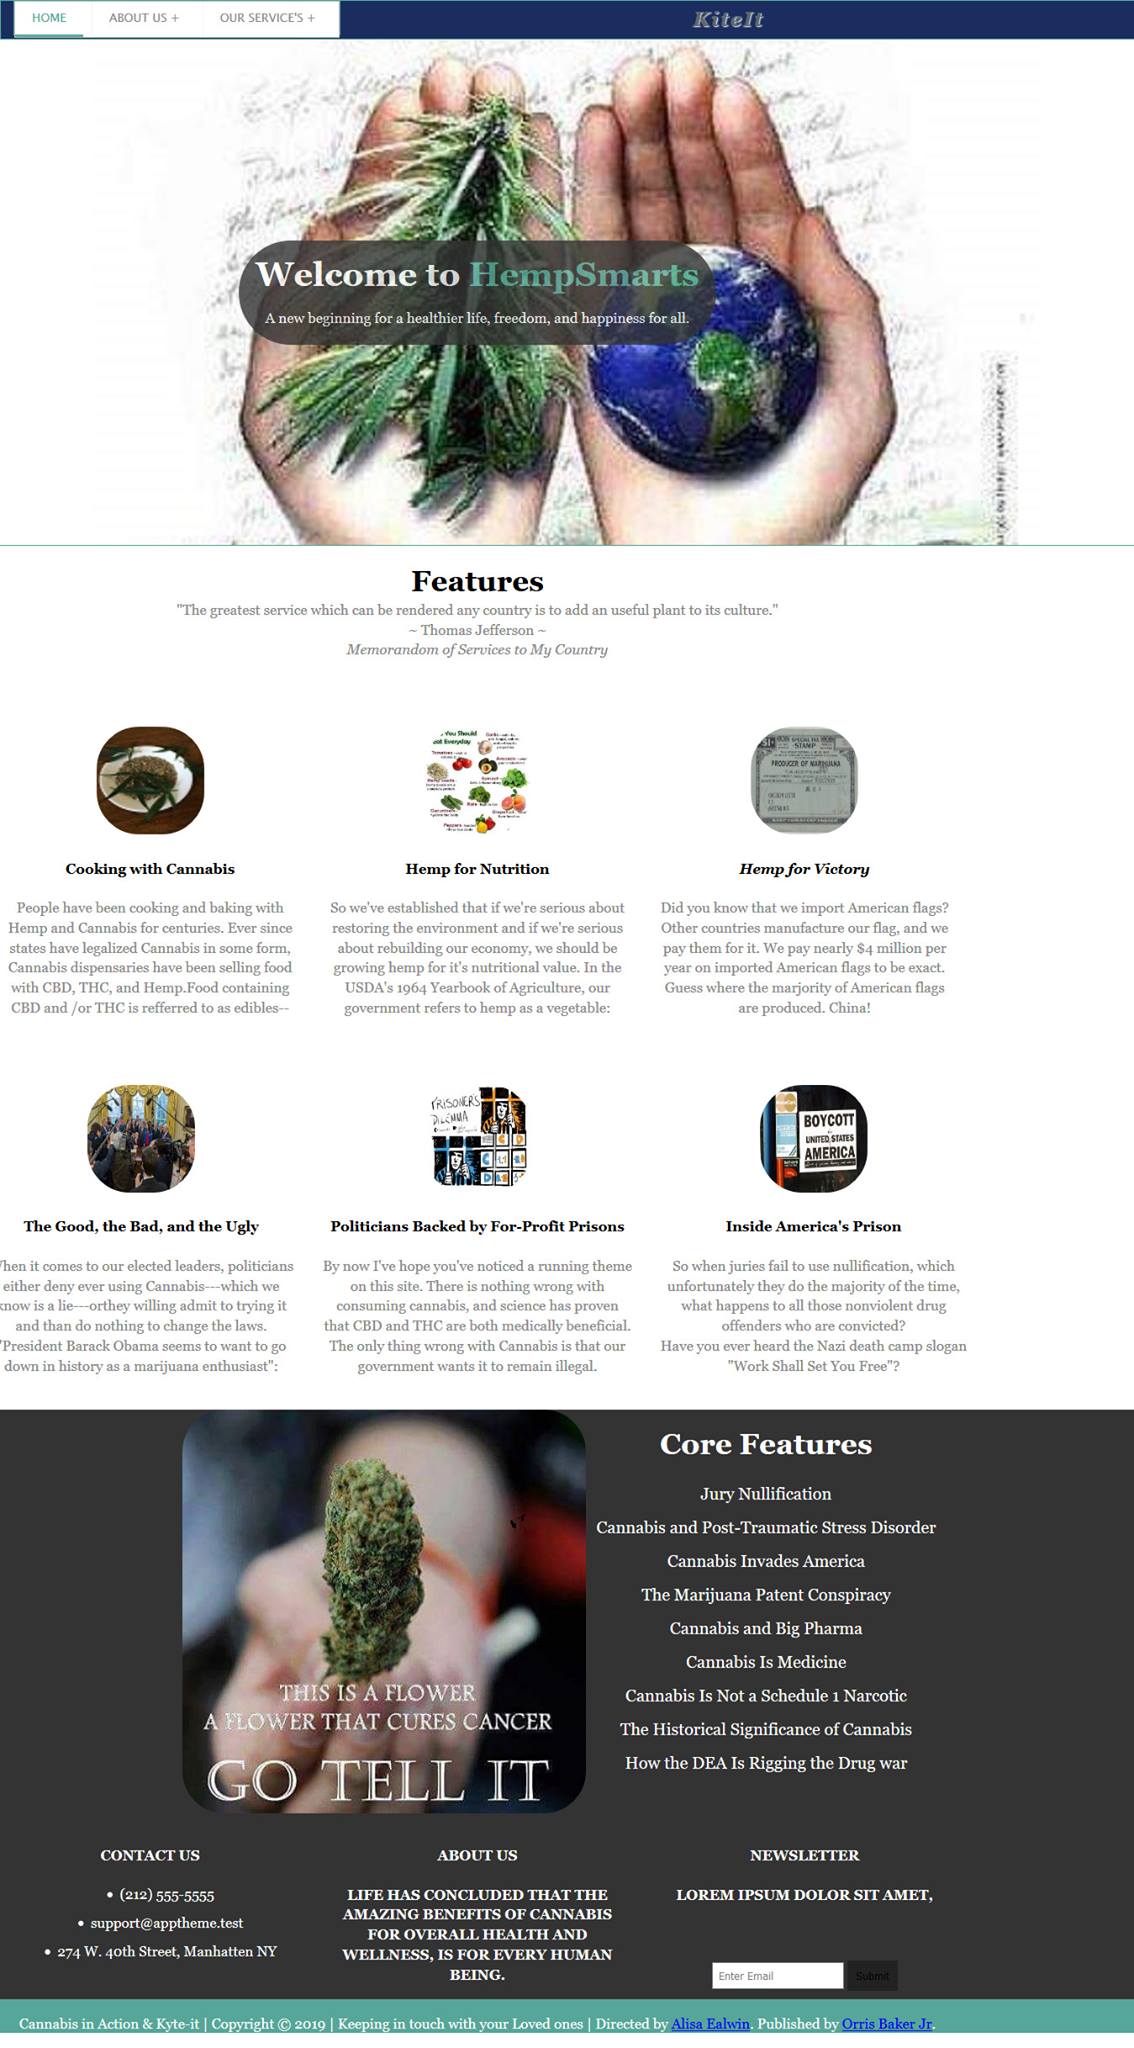 HOME ABOUT US + OUR SERVICE'S + KiteIt
Welcome to HempSmarts
A new beginning for a healthier life, freedom, and happiness for all.
Features
"The greatest service which can be rendered any country is to add an useful plant to its culture."
~ Thomas Jefferson ~
Memorandom of Services to My Country
You Should
Eat Everyday
SPECIAL TAX
STAMP
PRODUCER OF MARIJUANA
Cooking with Cannabis
People have been cooking and baking with
Hemp and Cannabis for centuries. Ever since
states have legalized Cannabis in some form,
Cannabis dispensaries have been selling food
with CBD, THC, and Hemp.Food containing
CBD and /or THC is refferred to as edibles--
Hemp for Nutrition
So we've established that if we're serious about
restoring the environment and if we're serious
about rebuilding our economy, we should be
growing hemp for it's nutritional value. In the
USDA's 1964 Yearbook of Agriculture, our
government refers to hemp as a vegetable:
Hemp for Victory
Did you know that we import American flags?
Other countries manufacture our flag, and we
pay them for it. We pay nearly $4 million per
year on imported American flags to be exact.
Guess where the marjority of American flags
are produced. China!
PRISONERS
DILEMMA
BOYCOTT
UNITED STATES
AMERICA
The Good, the Bad, and the Ugly
hen it comes to our elected leaders, politicians
either deny ever using Cannabis---which we
know is a lie---orthey willing admit to trying it
and than do nothing to change the laws.
"President Barack Obama seems to want to go
down in history as a marijuana enthusiast":
Politicians Backed by For-Profit Prisons
By now I've hope you've noticed a running theme
on this site. There is nothing wrong with
consuming cannabis, and science has proven
that CBD and THC are both medically beneficial.
The only thing wrong with Cannabis is that our
government wants it to remain illegal.
Inside America's Prison
So when juries fail to use nullification, which
unfortunately they do the majority of the time,
what happens to all those nonviolent drug
offenders who are convicted?
Have you ever heard the Nazi death camp slogan
"Work Shall Set You Free"?
THIS IS A FLOWER
A FLOWER THAT CURES CANCER
GO TELL IT
Core Features
Jury Nullification
Cannabis and Post-Traumatic Stress Disorder
Cannabis Invades America
The Marijuana Patent Conspiracy
Cannabis and Big Pharma
Cannabis Is Medicine
Cannabis Is Not a Schedule 1 Narcotic
The Historical Significance of Cannabis
How the DEA Is Rigging the Drug war
CONTACT US
(212) 555-5555
support@apptheme.test
274 W. 40th Street, Manhatten NY
ABOUT US
LIFE HAS CONCLUDED THAT THE
AMAZING BENEFITS OF CANNABIS
FOR OVERALL HEALTH AND
WELLNESS, IS FOR EVERY HUMAN
BEING.
NEWSLETTER
LOREM IPSUM DOLOR SIT AMET,
Enter Email Submit
Cannabis in Action & Kyte-it | Copyright © 2019 | Keeping in touch with your Loved ones | Directed by Alisa Ealwin. Published by Orris Baker Jr.